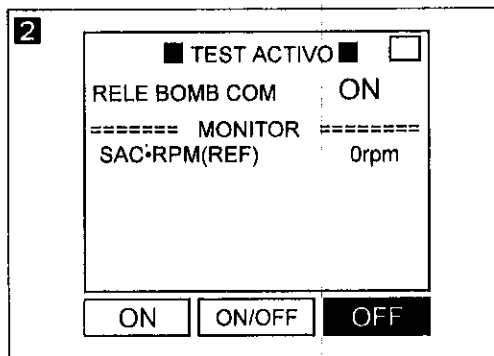 2
■ TEST ACTIVO ■
RELE BOMB COM ON
======= MONITOR ========
SAC•RPM(REF) 0rpm
ON ON/OFF OFF